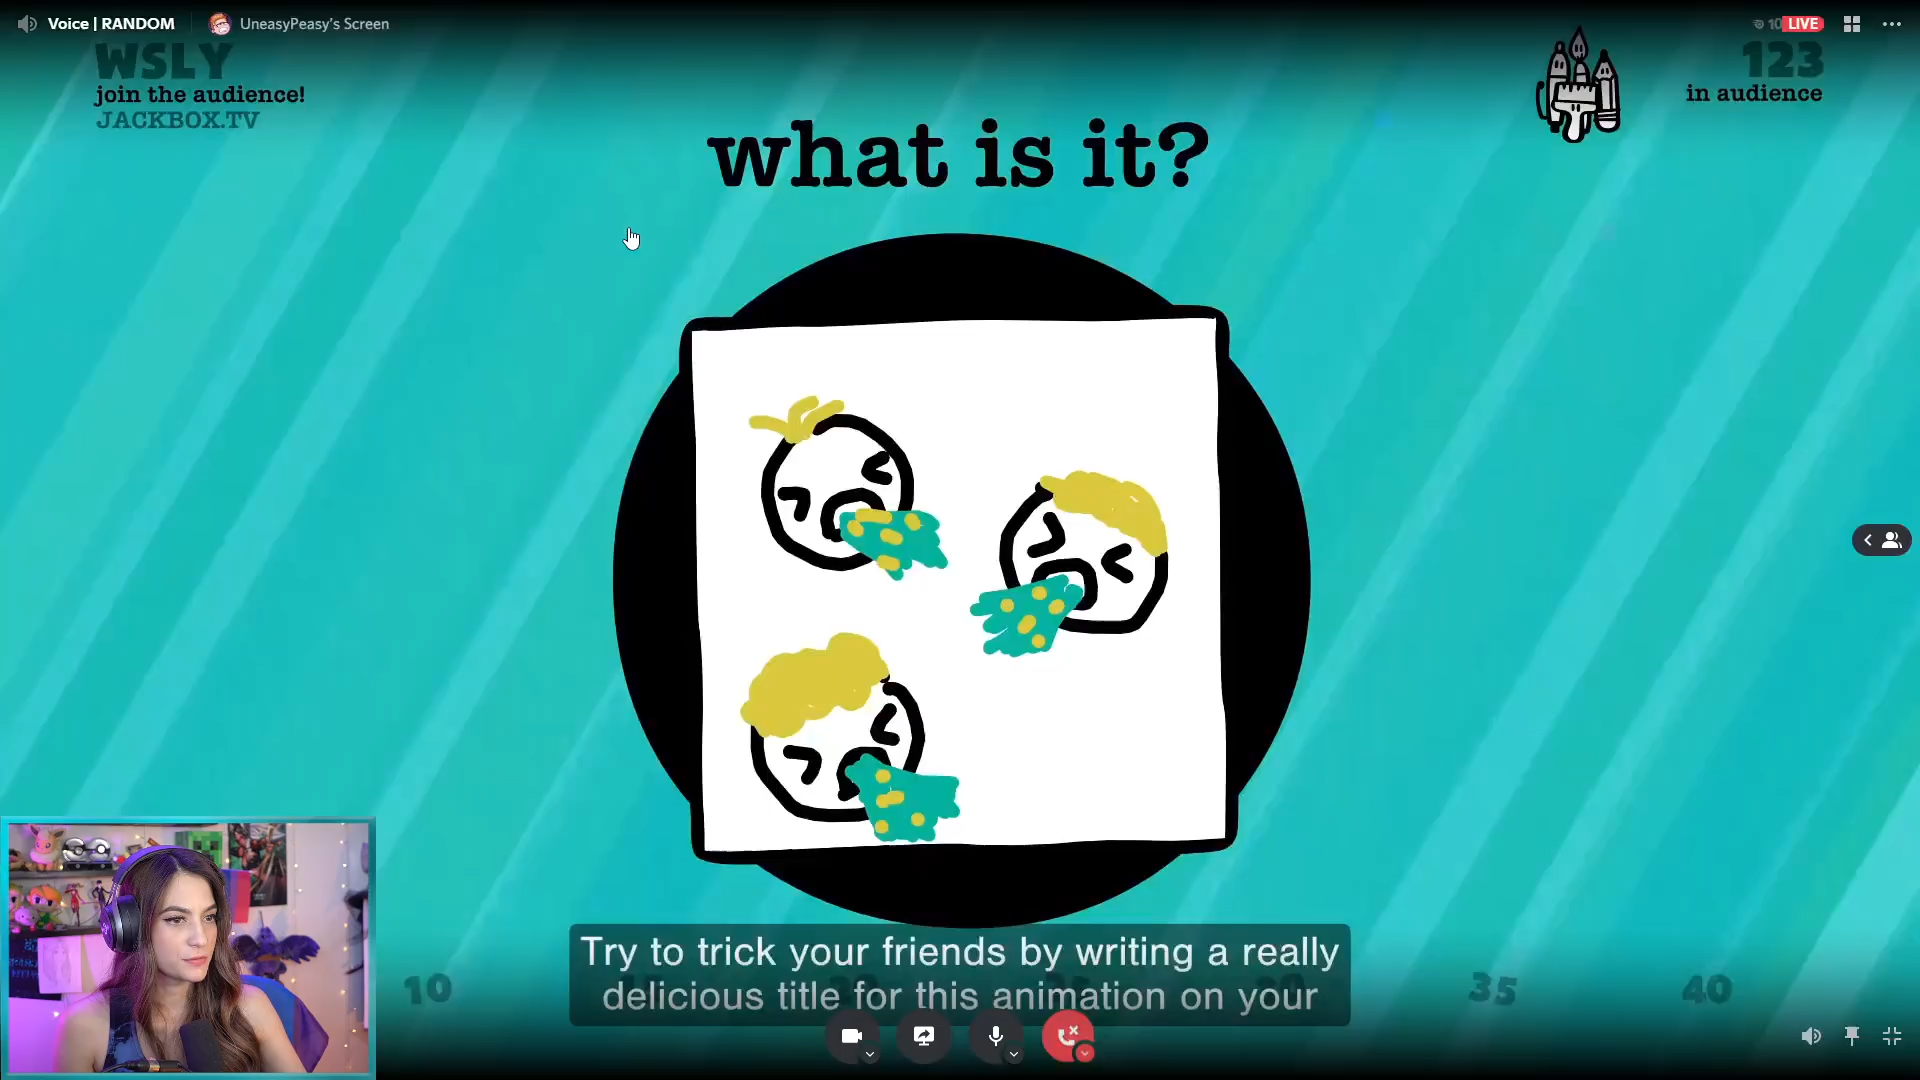 Voice | RANDOM
UneasyPeasy's Screen
LIVE
WSLY
join the audience!
JACKBOX.TV
123
in audience
what is it?
Try to trick your friends by writing a really
delicious title for this animation on your
10
35
40